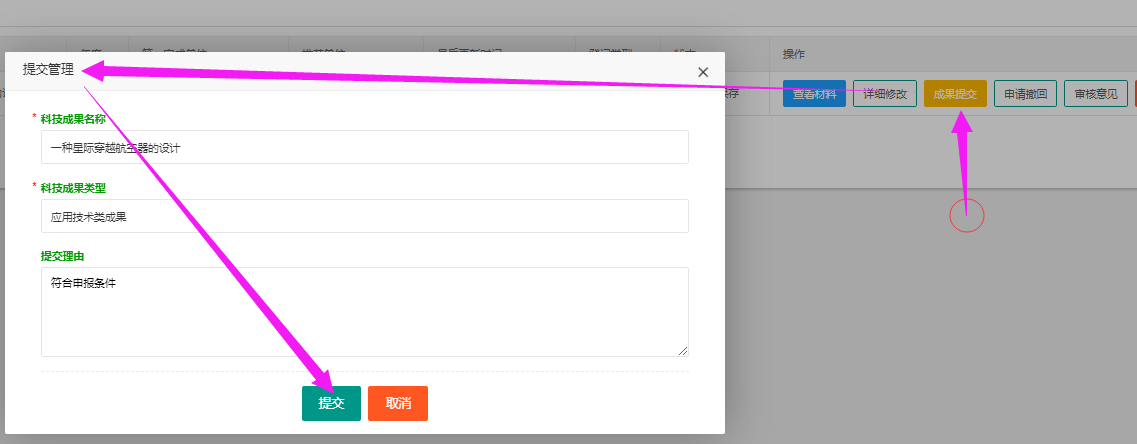 操作
提交管理
查看材料 详细修改 成果提交 申请撤回 审核意见
* 科技成果名称
一种星际穿越航空器的设计
* 科技成果类型
应用技术类成果
提交理由
符合申报条件
提交 取消